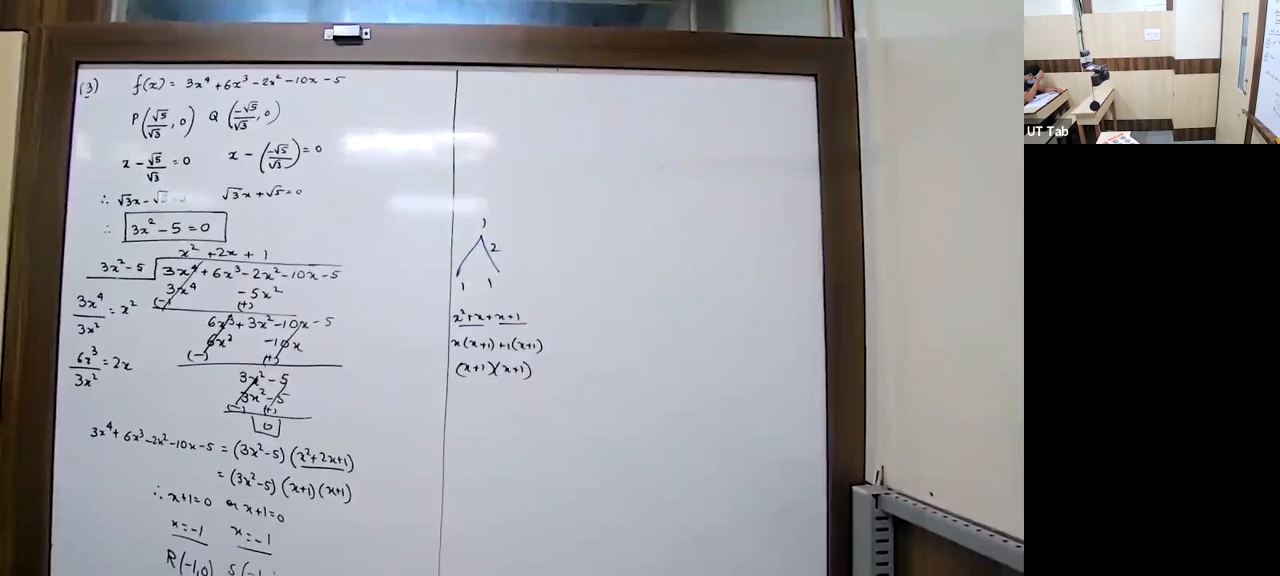 (3) f(x) = 3x⁴ + 6x³ - 2x² - 10x - 5
P(√5/√3, 0) Q(-√5/√3, 0)
x - √5/√3 = 0 x - (-√5/√3) = 0
∴ √3x - √5 = 0 √3x + √5 = 0
∴ 3x² - 5 = 0
x² + 2x + 1
3x² - 5 3x⁴ + 6x³ - 2x² - 10x - 5
3x⁴ - 5x²
(-) (+)
3x⁴/3x² = x²
6x³ + 3x² - 10x - 5
6x³ - 10x
(-) (+)
6x³/3x² = 2x
3x² - 5
3x² - 5
(-) (+)
0
3x⁴ + 6x³ - 2x² - 10x - 5 = (3x² - 5) (x² + 2x + 1)
= (3x² - 5) (x+1) (x+1)
∴ x+1 = 0 or x+1 = 0
x = -1 x = -1
R(-1,0) S(-1,
1
2
1 1
x² + x + x + 1
x(x+1) + 1(x+1)
(x+1)(x+1)
UT Tab